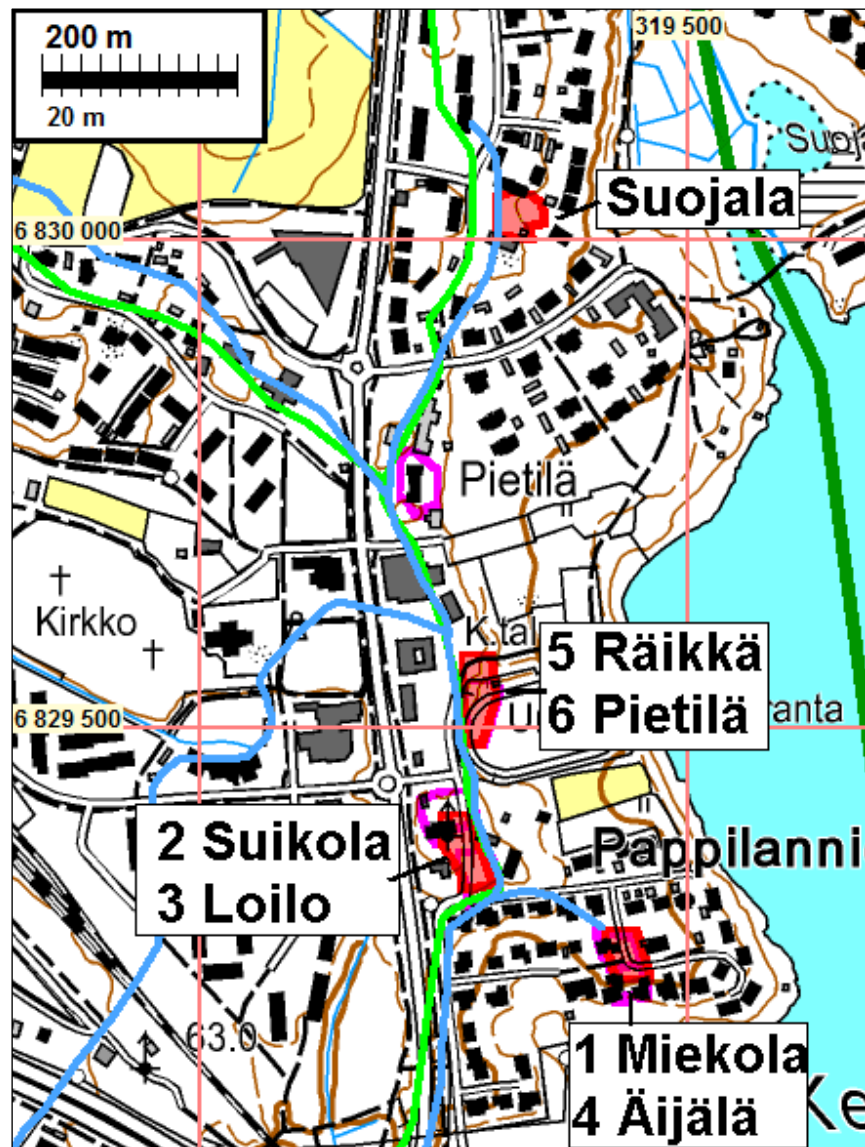 200 m
20 m
319 500
Suoja
Suojala
6 830 000
Pietilä
Kirkko
K.tal
5 Räikkä
6 Pietilä
U
ranta
6 829 500
2 Suikola
3 Loilo
Pappilanni
63.0
1 Miekola
4 Äijälä
Ke